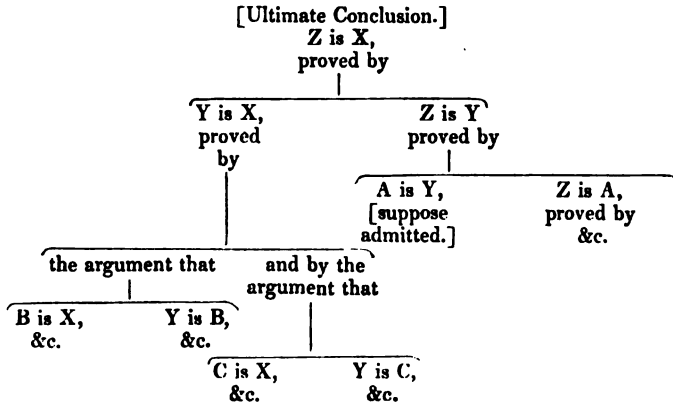 [Ultimate Conclusion.]
Z is X,
proved by
Y is X,
proved
by
Z is Y
proved by
A is Y,
[suppose
admitted.]
Z is A,
proved by
&c.
the argument that
and by the
argument that
B is X,
&c.
Y is B,
&c.
C is X,
&c.
Y is C,
&c.